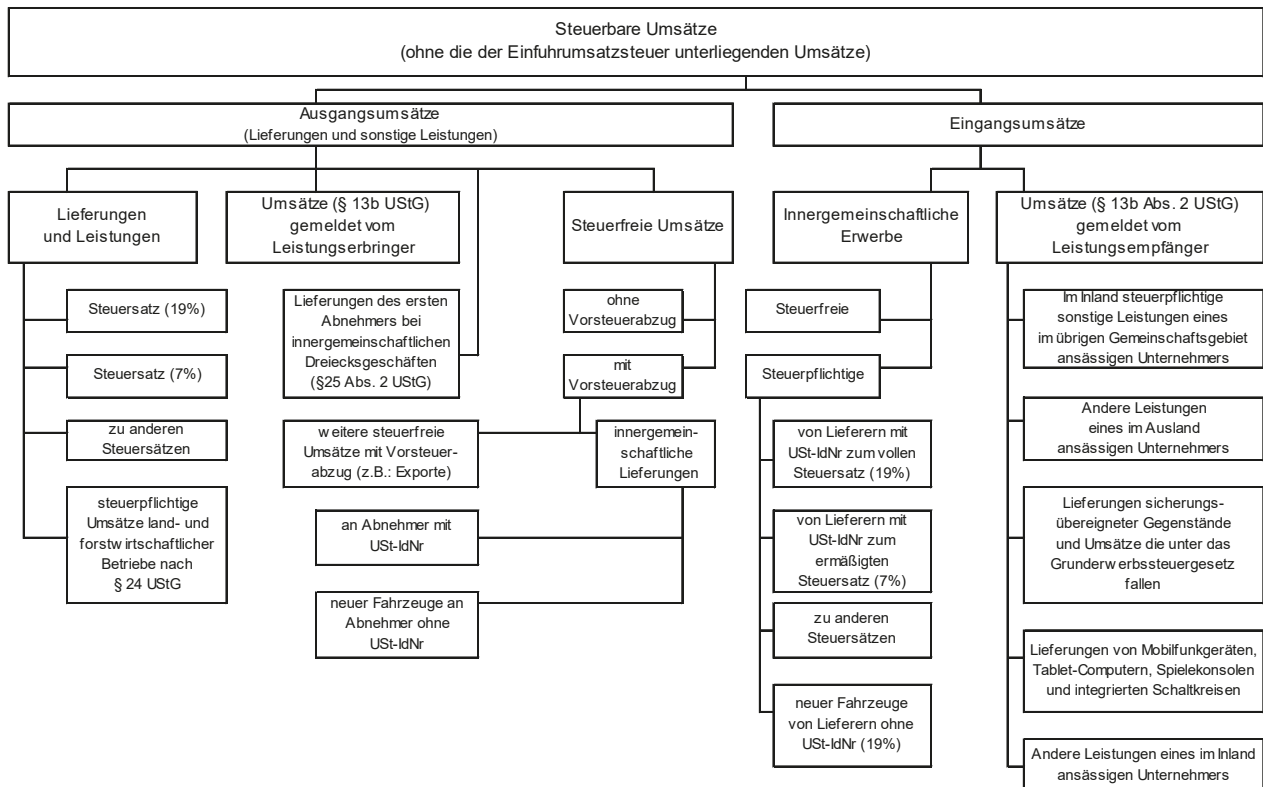 Steuerbare Umsätze
(ohne die der Einfuhrumsatzsteuer unterliegenden Umsätze)
Ausgangsumsätze
(Lieferungen und sonstige Leistungen)
Eingangsumsätze
Lieferungen
und Leistungen
Umsätze (§ 13b UStG)
gemeldet vom
Leistungserbringer
Steuerfreie Umsätze
Innergemeinschaftliche
Erwerbe
Umsätze (§ 13b Abs. 2 UStG)
gemeldet vom
Leistungsempfänger
Steuersatz (19%)
Steuersatz (7%)
zu anderen
Steuersätzen
steuerpflichtige
Umsätze land- und
forstwirtschaftlicher
Betriebe nach
§ 24 UStG
Lieferungen des ersten
Abnehmers bei
innergemeinschaftlichen
Dreiecksgeschäften
(§25 Abs. 2 UStG)
ohne
Vorsteuerabzug
mit
Vorsteuerabzug
weitere steuerfreie
Umsätze mit Vorsteuer-
abzug (z.B.: Exporte)
innergemein-
schaftliche
Lieferungen
an Abnehmer mit
USt-IdNr
neuer Fahrzeuge an
Abnehmer ohne
USt-IdNr
Steuerfreie
Steuerpflichtige
von Lieferern mit
USt-IdNr zum vollen
Steuersatz (19%)
von Lieferern mit
USt-IdNr zum
ermäßigten
Steuersatz (7%)
zu anderen
Steuersätzen
neuer Fahrzeuge
von Lieferern ohne
USt-IdNr (19%)
Im Inland steuerpflichtige
sonstige Leistungen eines
im übrigen Gemeinschaftsgebiet
ansässigen Unternehmers
Andere Leistungen
eines im Ausland
ansässigen Unternehmers
Lieferungen sicherungs-
übereigneter Gegenstände
und Umsätze die unter das
Grunderwerbssteuergesetz
fallen
Lieferungen von Mobilfunkgeräten,
Tablet-Computern, Spielekonsolen
und integrierten Schaltkreisen
Andere Leistungen eines im Inland
ansässigen Unternehmers